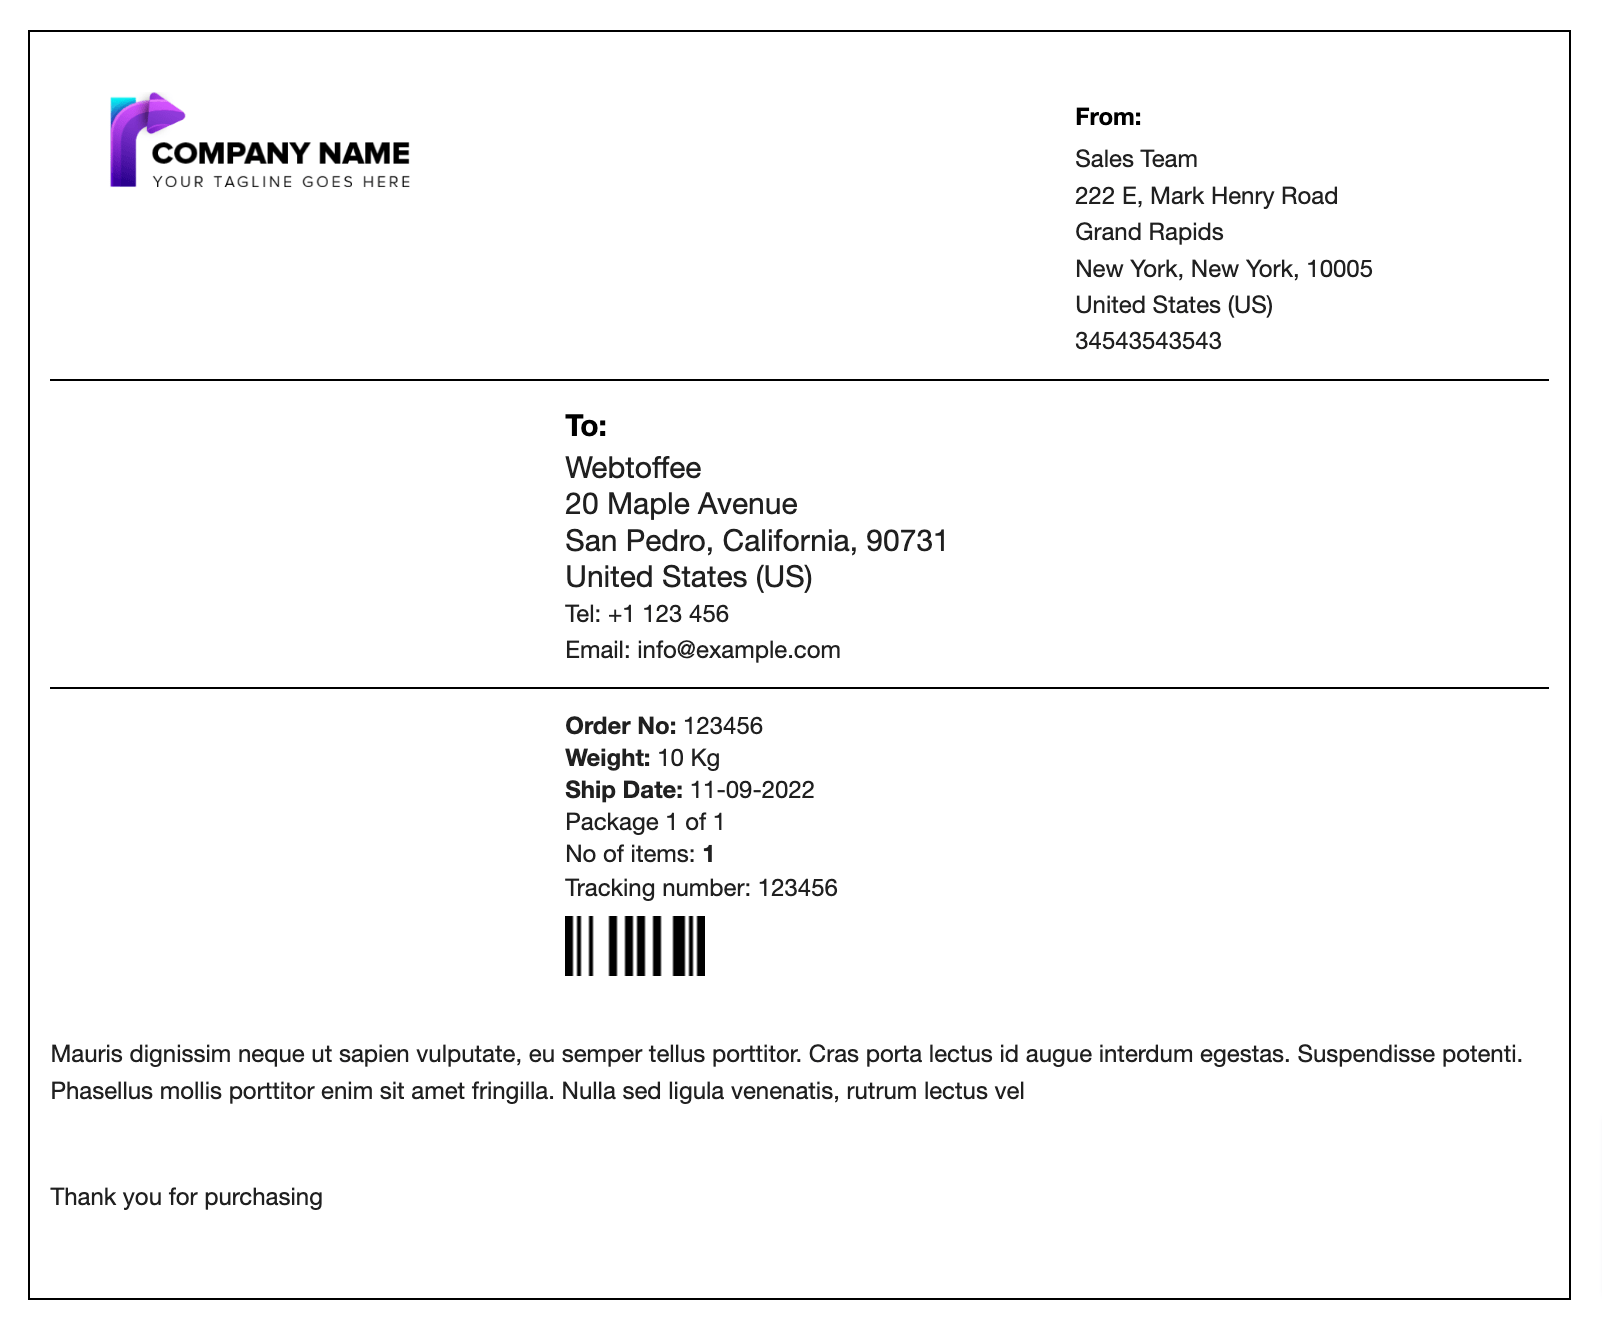 COMPANY NAME
YOUR TAGLINE GOES HERE
From:
Sales Team
222 E, Mark Henry Road
Grand Rapids
New York, New York, 10005
United States (US)
34543543543
To:
Webtoffee
20 Maple Avenue
San Pedro, California, 90731
United States (US)
Tel: +1 123 456
Email: info@example.com
Order No: 123456
Weight: 10 Kg
Ship Date: 11-09-2022
Package 1 of 1
No of items: 1
Tracking number: 123456
Mauris dignissim neque ut sapien vulputate, eu semper tellus porttitor. Cras porta lectus id augue interdum egestas. Suspendisse potenti.
Phasellus mollis porttitor enim sit amet fringilla. Nulla sed ligula venenatis, rutrum lectus vel
Thank you for purchasing